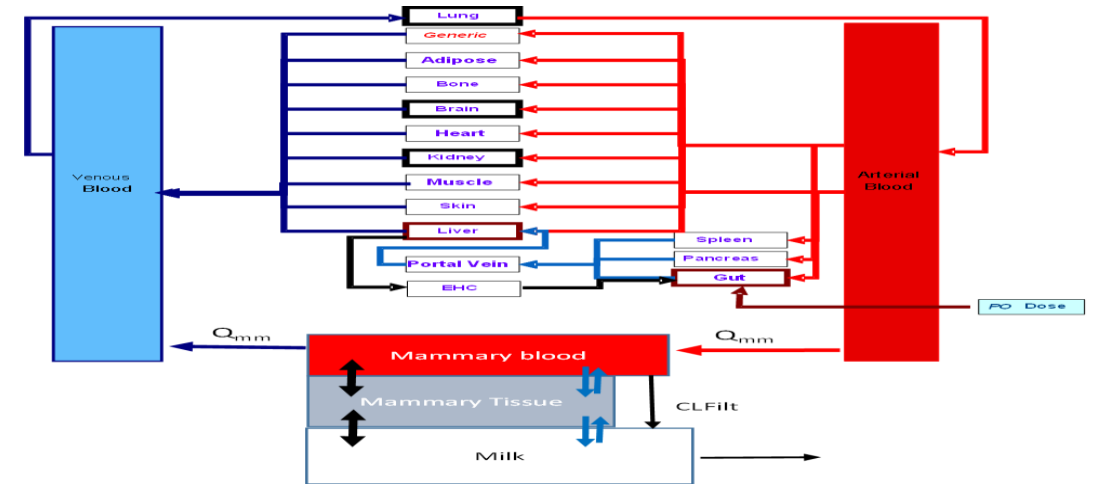 Lung
Generic
Adipose
Bone
Brain
Heart
Kidney
Muscle
Skin
Liver
Portal Vein
EHC
Spleen
Pancreas
Gut
Venous
Blood
Arterial
Blood
PO Dose
Qmm
Qmm
Mammary blood
Mammary Tissue
CLFilt
Milk